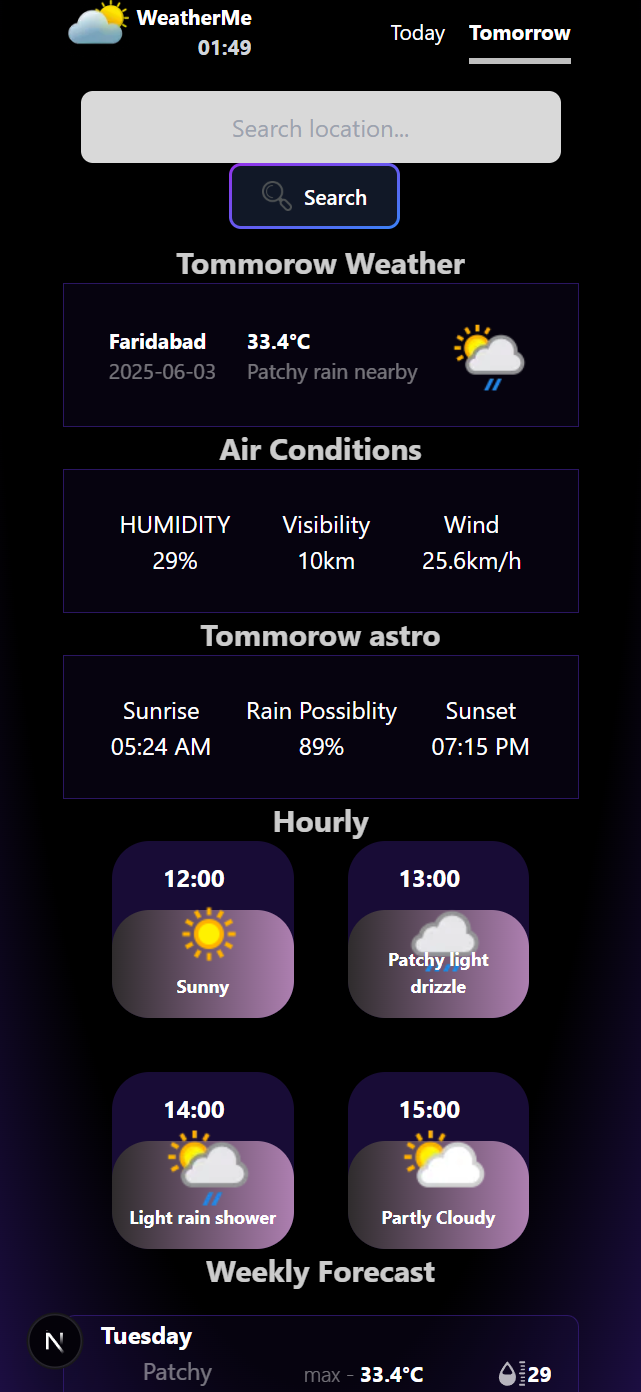 WeatherMe
01:49
Today Tomorrow
Search location...
Search
Tommorow Weather
Faridabad 33.4°C
2025-06-03 Patchy rain nearby
Air Conditions
HUMIDITY Visibility Wind
29% 10km 25.6km/h
Tommorow astro
Sunrise Rain Possiblity Sunset
05:24 AM 89% 07:15 PM
Hourly
12:00 13:00
Sunny Patchy light
drizzle
14:00 15:00
Light rain shower Partly Cloudy
Weekly Forecast
N Tuesday
Patchy max - 33.4°C 29